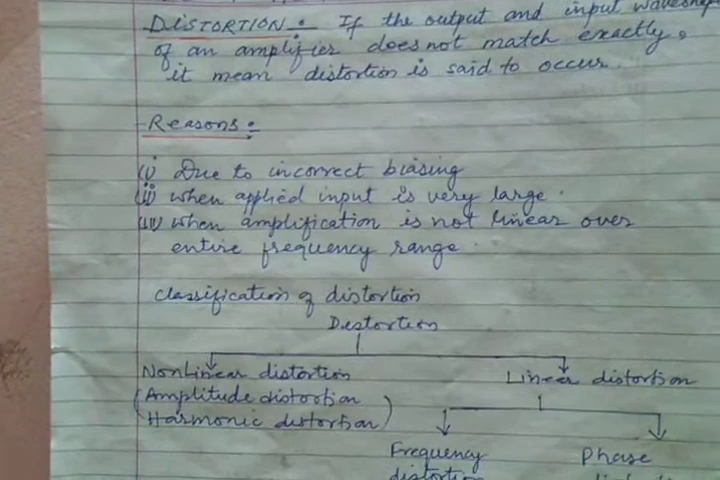 DISTORTION :- If the output and input waveshape
of an amplifier does not match exactly,
it mean distortion is said to occur.
Reasons :-
(i) Due to incorrect biasing
(ii) when applied input is very large.
(iii) when amplification is not linear over
entire frequency range.
Classification of distortion
Distortion
NonLinear distortion Linear distortion
(Amplitude distortion
Harmonic distortion)
Frequency Phase
distortion